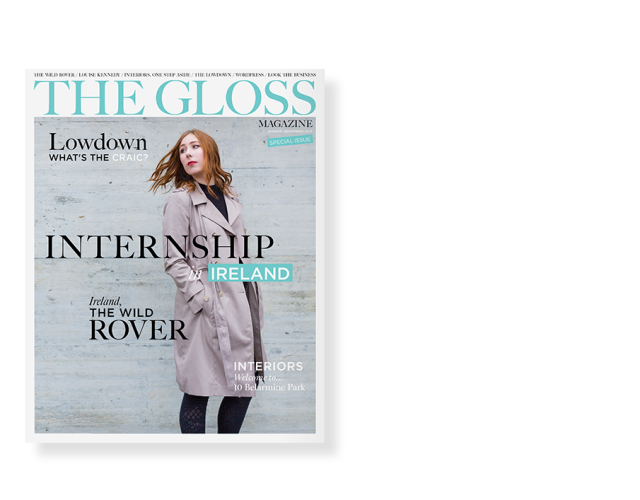 THE WILD ROVER / LOUISE KENNEDY / INTERIORS, ONE STEP ASIDE / THE LOWDOWN / WORDPRESS / LOOK THE BUSINESS
THE GLOSS
MAGAZINE
SPECIAL ISSUE
Lowdown
WHAT'S THE CRAIC?
INTERNSHIP
in IRELAND
Ireland,
THE WILD
ROVER
INTERIORS
Welcome to...
10 Belarmine Park